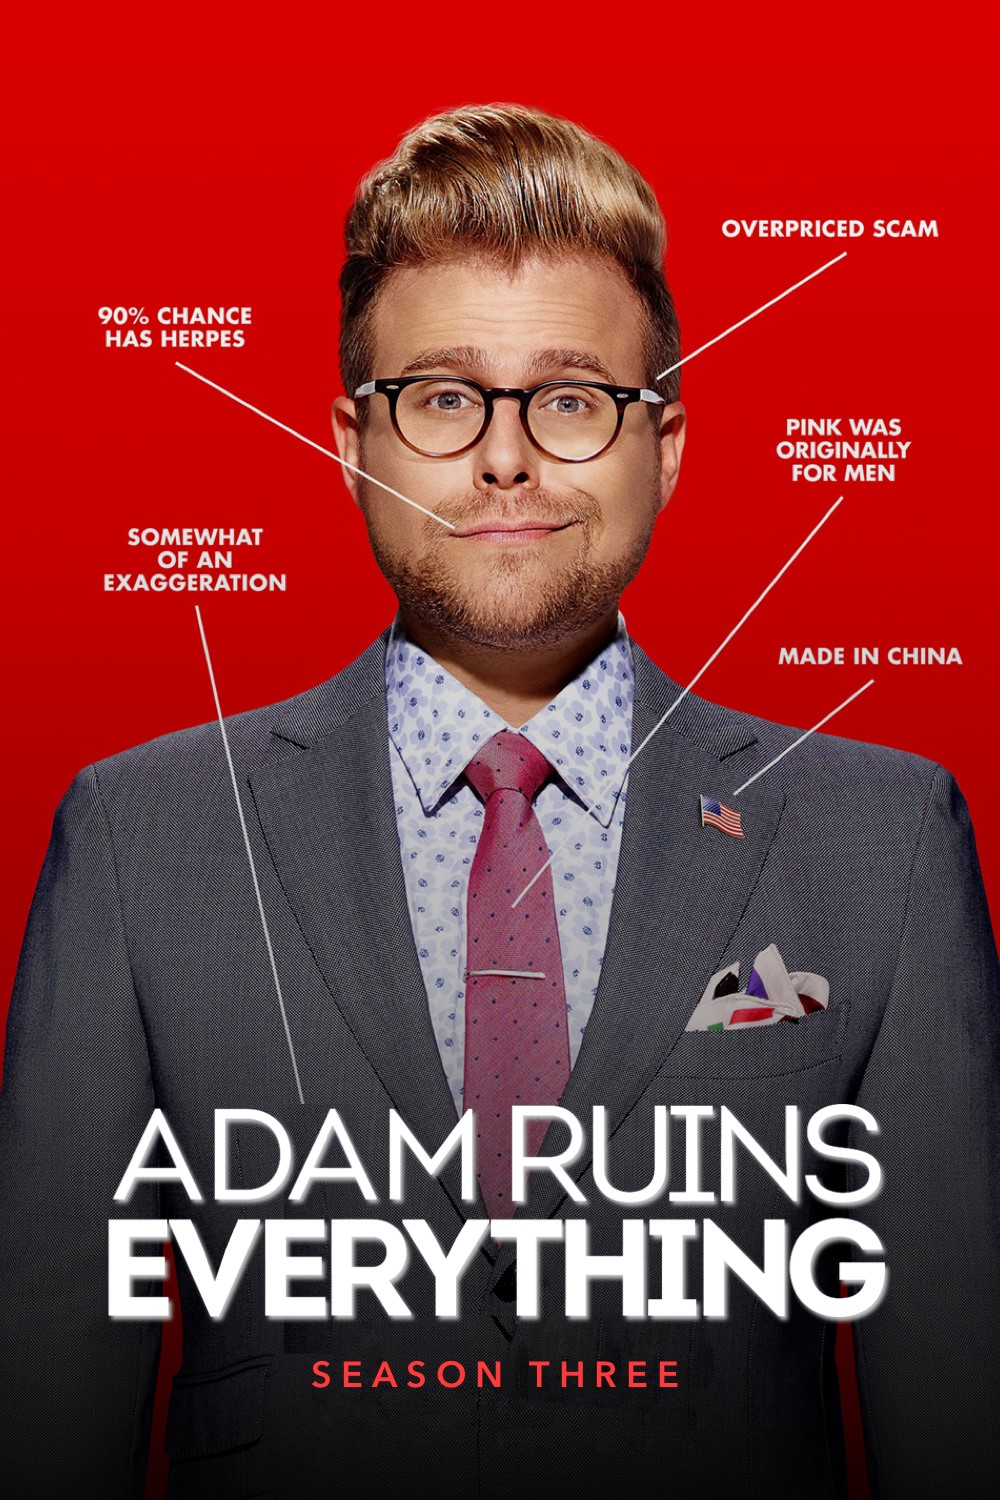 OVERPRICED SCAM
90% CHANCE
HAS HERPES
PINK WAS
ORIGINALLY
FOR MEN
SOMEWHAT
OF AN
EXAGGERATION
MADE IN CHINA
ADAM RUINS
EVERYTHING
SEASON THREE